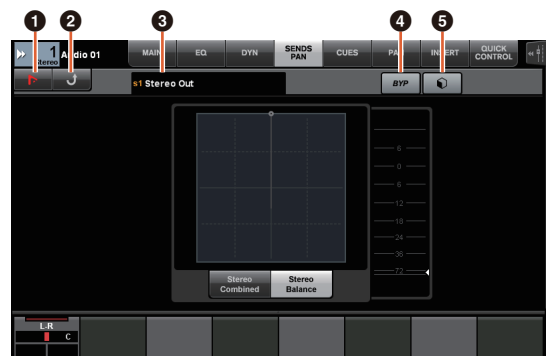 1 2 3 4 5
1 Audio 01 MAIN EQ DYN SENDS PAN CUES PAN INSERT QUICK CONTROL
Stereo
s1 Stereo Out BYP
6
0
6
12
18
24
36
72
Stereo Combined Stereo Balance
L-R
C